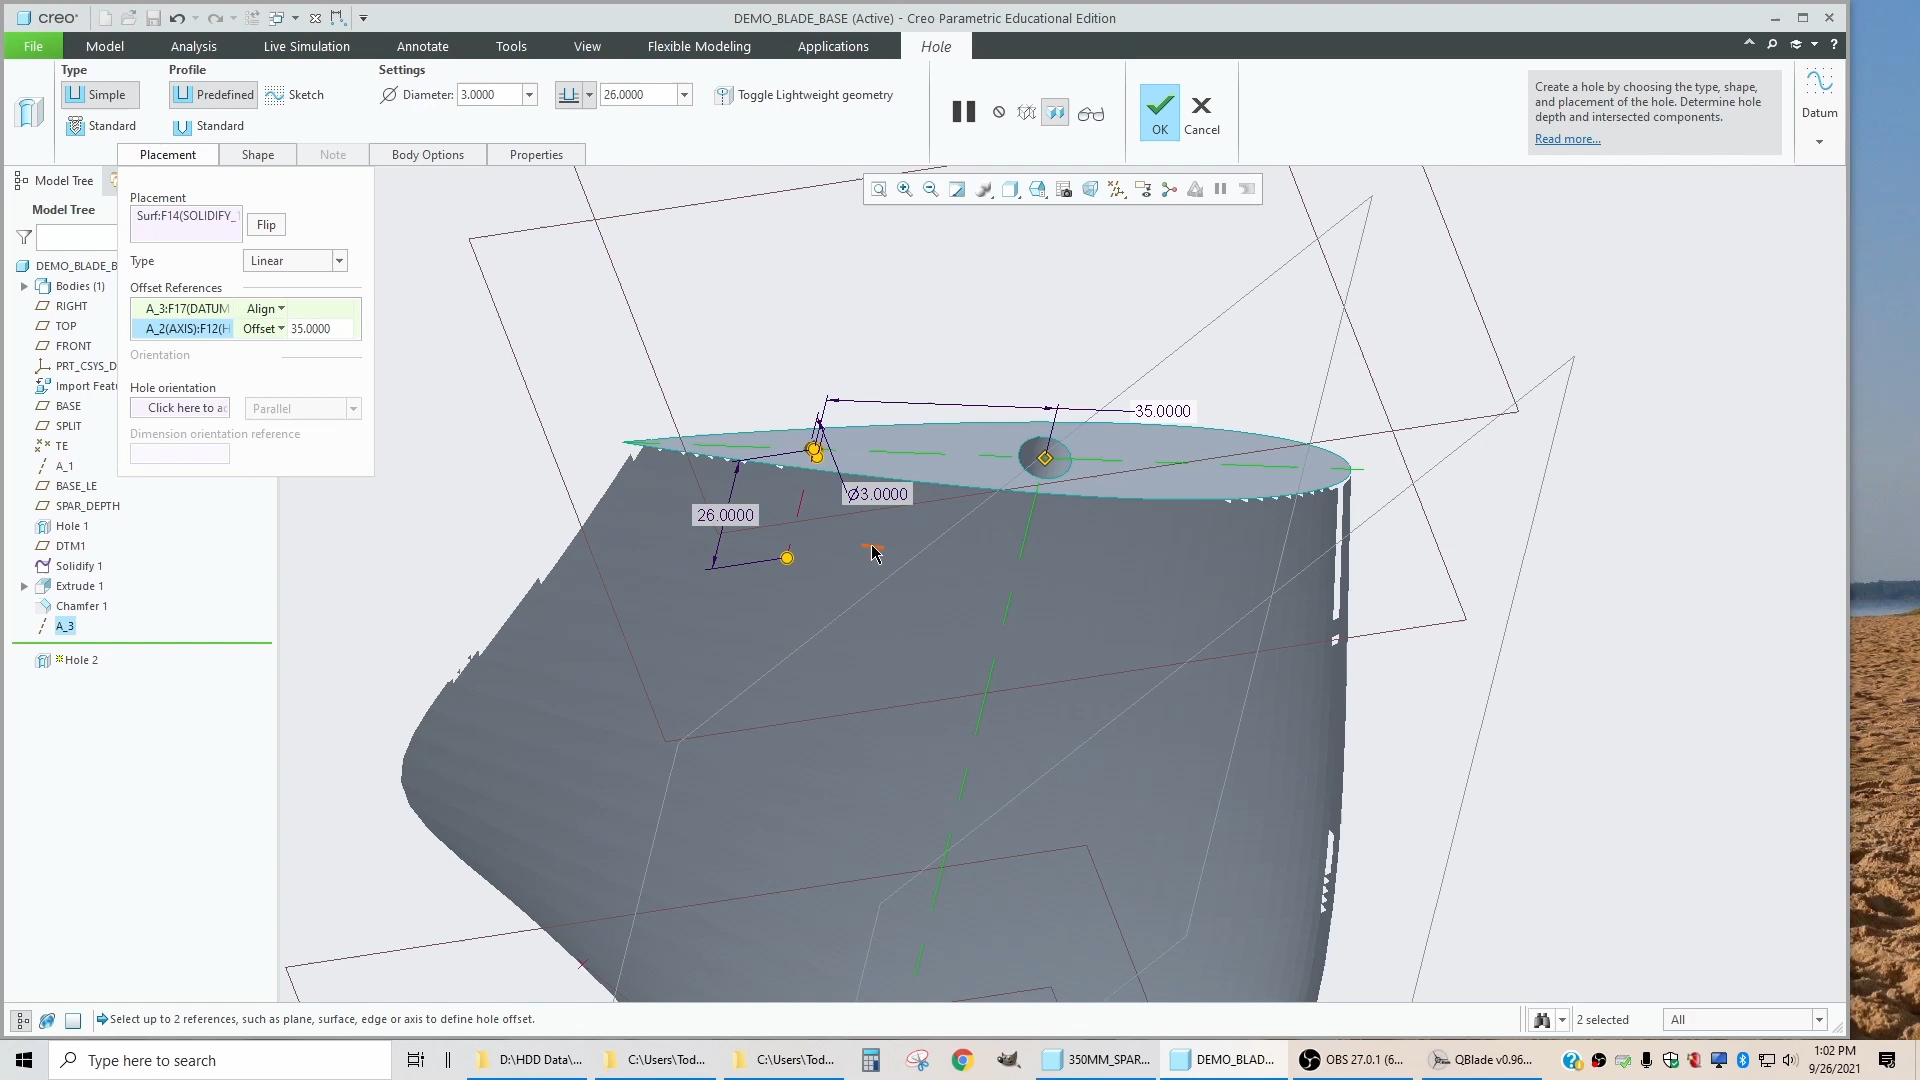 creo
DEMO_BLADE_BASE (Active) - Creo Parametric Educational Edition
File
Model
Analysis
Live Simulation
Annotate
Tools
View
Flexible Modeling
Applications
Hole
Type
Profile
Settings
Simple
Predefined
Sketch
Diameter:
3.0000
26.0000
Toggle Lightweight geometry
Standard
Standard
OK
Cancel
Create a hole by choosing the type, shape,
and placement of the hole. Determine hole
depth and intersected components.
Read more...
Datum
Placement
Shape
Note
Body Options
Properties
Model Tree
Model Tree
DEMO_BLADE_B
Bodies (1)
RIGHT
TOP
FRONT
PRT_CSYS_D
Import Featu
BASE
SPLIT
TE
A_1
BASE_LE
SPAR_DEPTH
Hole 1
DTM1
Solidify 1
Extrude 1
Chamfer 1
A_3
Hole 2
Placement
Surf:F14(SOLIDIFY_
Flip
Type
Linear
Offset References
A_3:F17(DATUM
Align
A_2(AXIS):F12(H
Offset
35.0000
Orientation
Hole orientation
Click here to ac
Parallel
Dimension orientation reference
35.0000
Ø3.0000
26.0000
Select up to 2 references, such as plane, surface, edge or axis to define hole offset.
2 selected
All
Type here to search
D:\HDD Data\...
C:\Users\Tod...
C:\Users\Tod...
350MM_SPAR...
DEMO_BLAD...
OBS 27.0.1 (6...
QBlade v0.96...
1:02 PM
9/26/2021